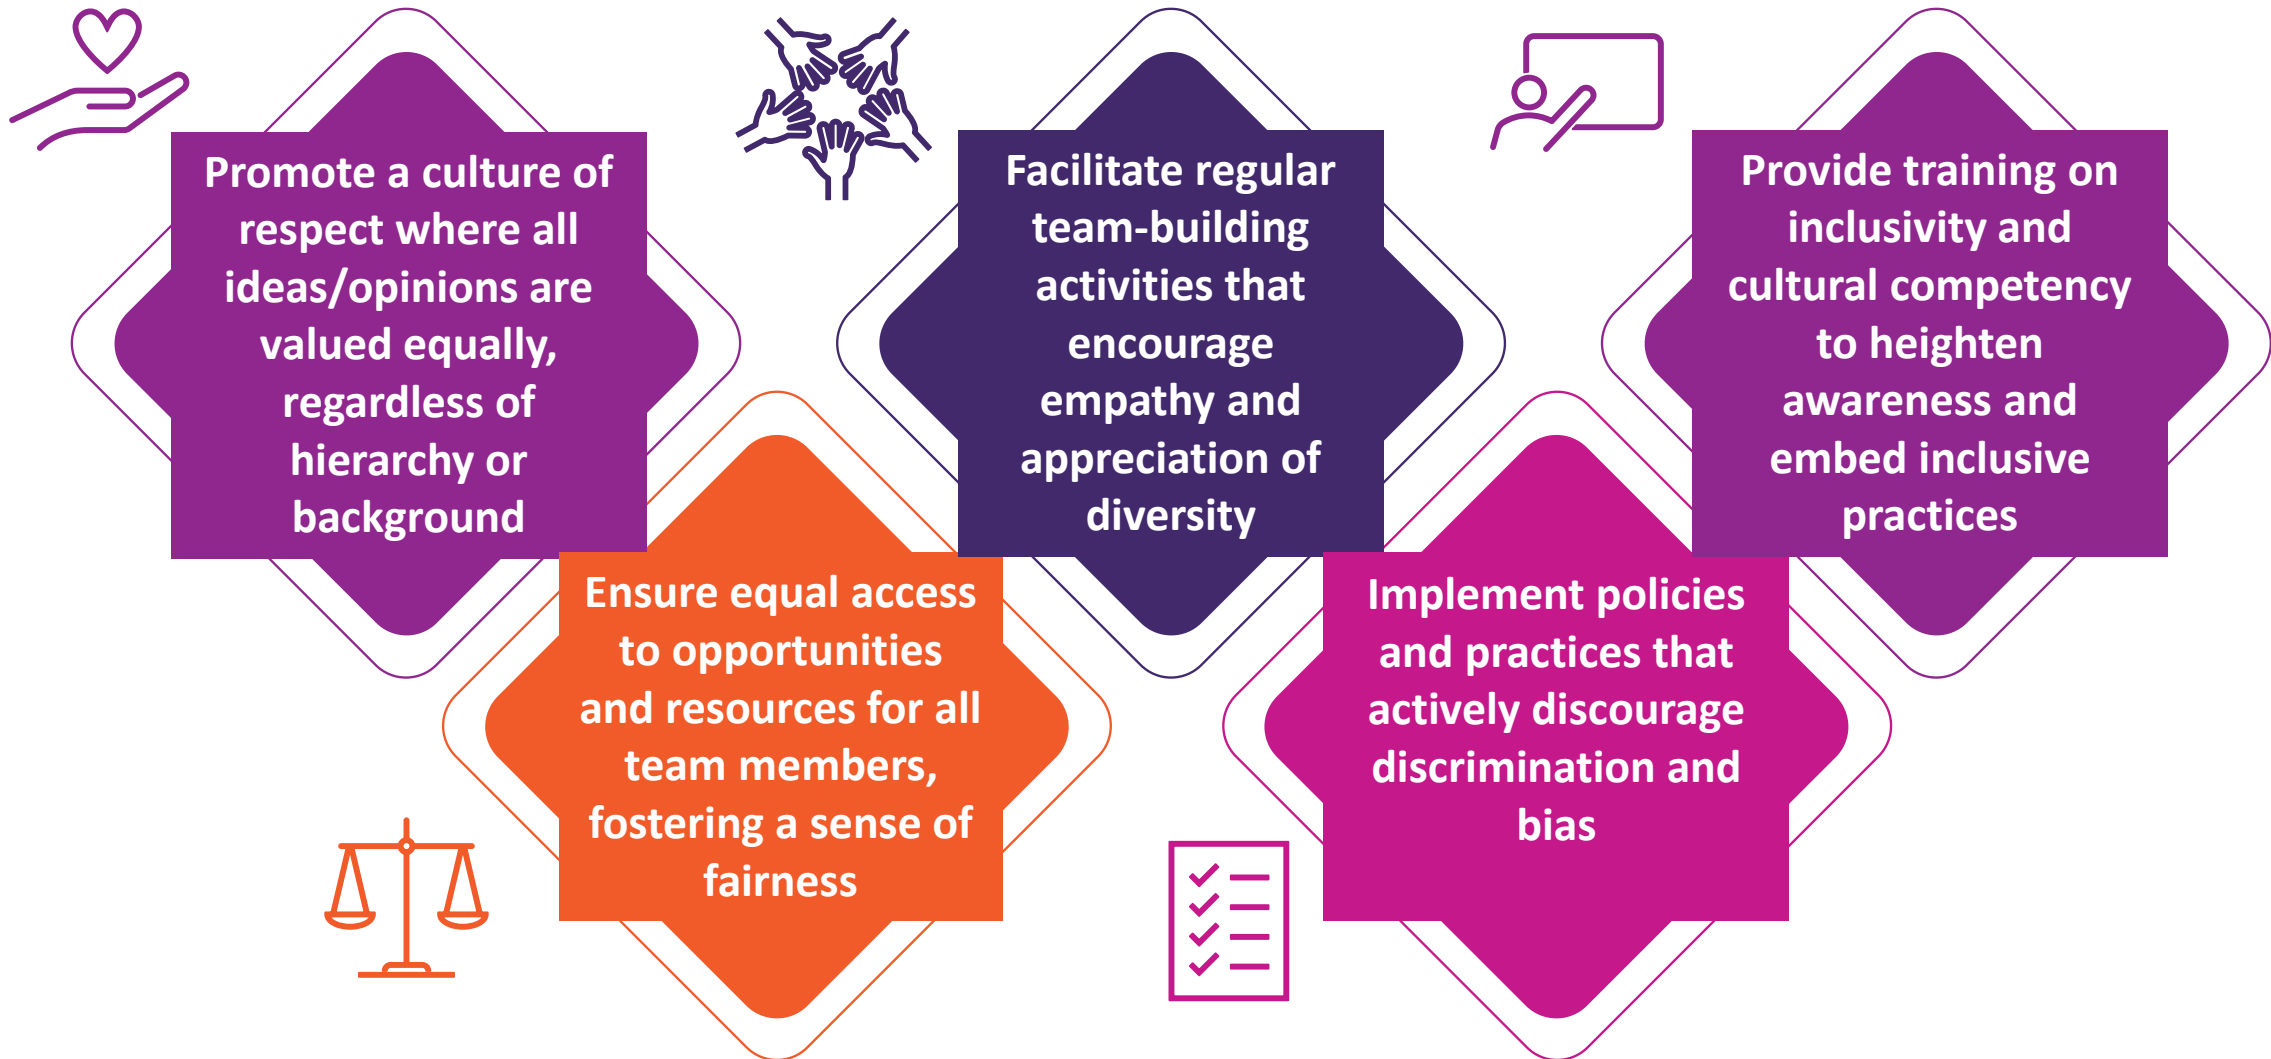 Promote a culture of
respect where all
ideas/opinions are
valued equally,
regardless of
hierarchy or
background
Ensure equal access
to opportunities
and resources for all
team members,
fostering a sense of
fairness
Facilitate regular
team-building
activities that
encourage
empathy and
appreciation of
diversity
Implement policies
and practices that
actively discourage
discrimination and
bias
Provide training on
inclusivity and
cultural competency
to heighten
awareness and
embed inclusive
practices